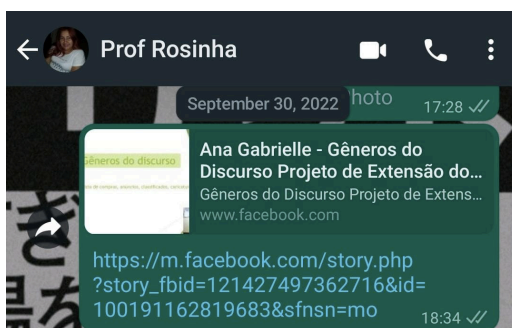 Prof Rosinha
September 30, 2022
hoto
17:28
Gêneros do discurso
Ana Gabrielle - Gêneros do
Discurso Projeto de Extensão do...
Gêneros do Discurso Projeto de Extens...
www.facebook.com
https://m.facebook.com/story.php
?story_fbid=121427497362716&id=
100191162819683&sfnsn=mo
18:34